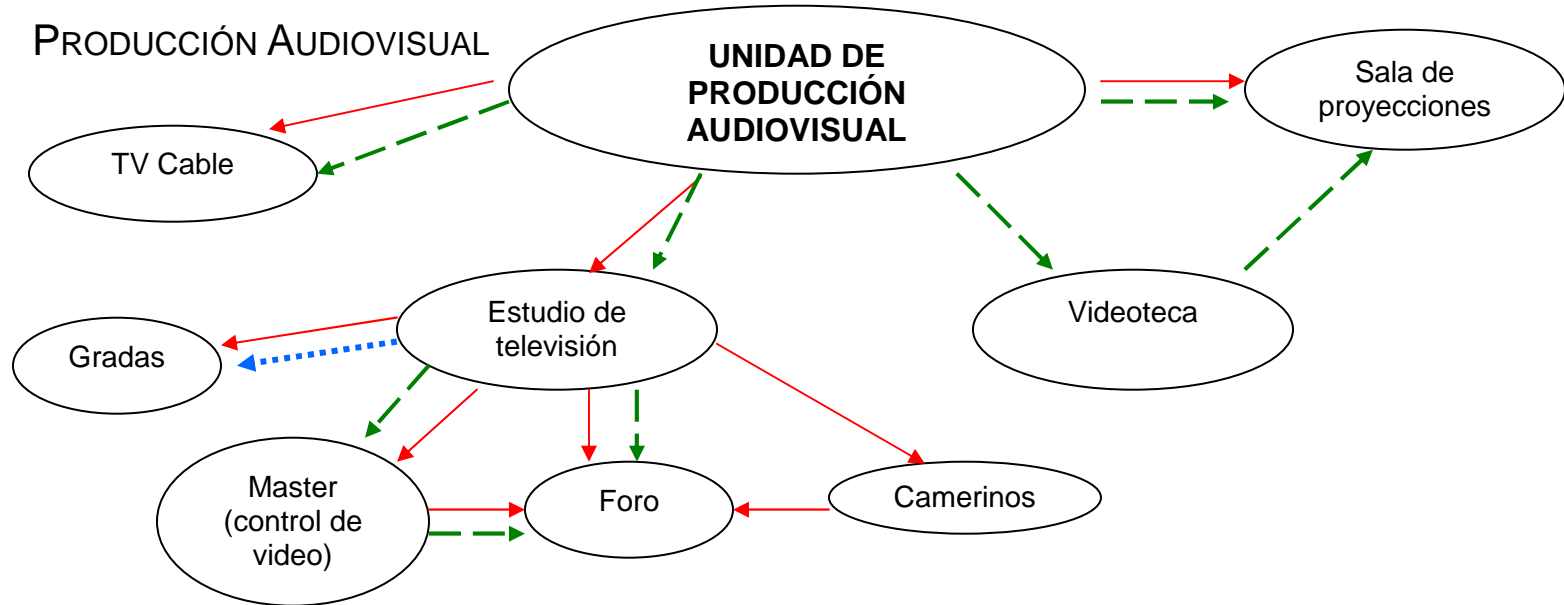 PRODUCCIÓN AUDIOVISUAL
UNIDAD DE
PRODUCCIÓN
AUDIOVISUAL
Sala de
proyecciones
TV Cable
Estudio de
televisión
Videoteca
Gradas
Master
(control de
video)
Foro
Camerinos